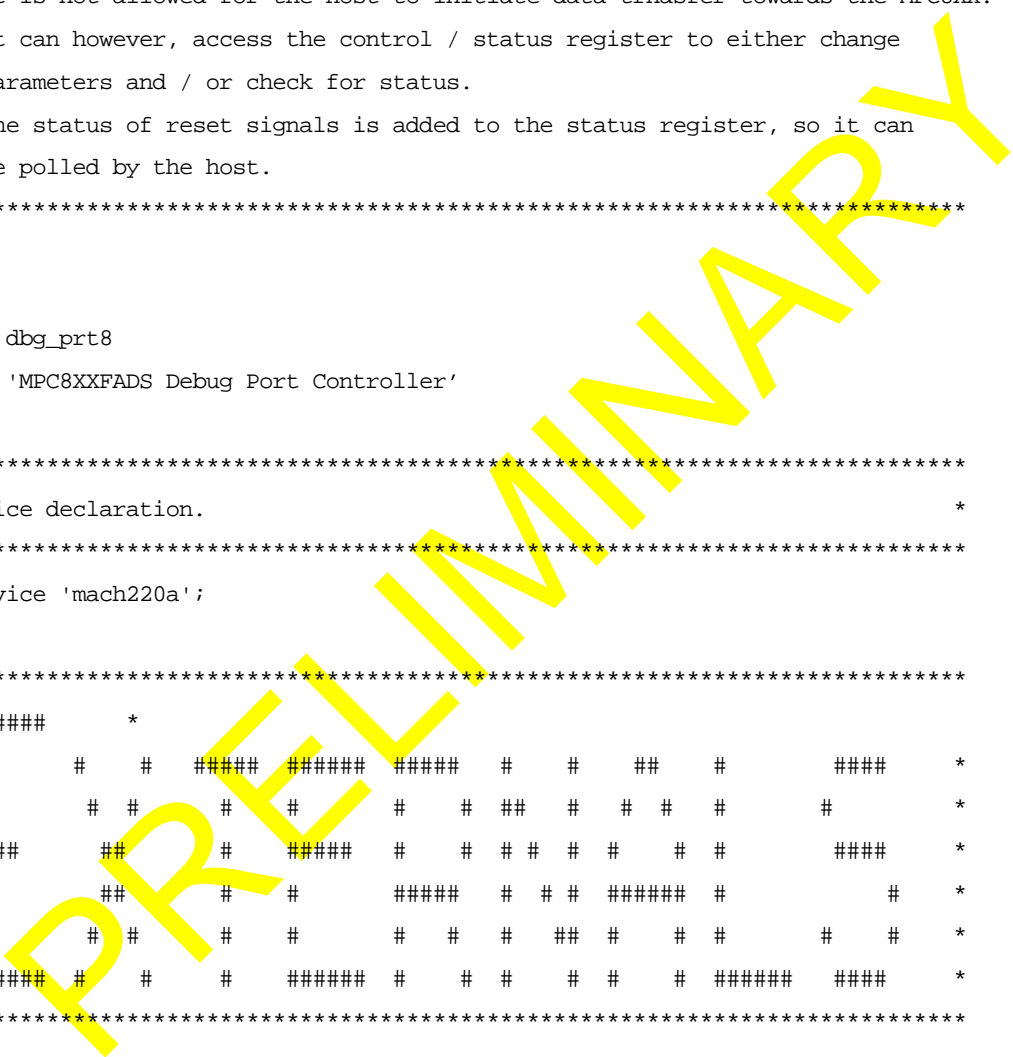 t is not allowed for the host to initiate data trnasfer towards the
t can however, access the control / status register to either change
arameters and / or check for status.
he status of reset signals is added to the status register, so it can
e polled by the host.
*************************************************************************
dbg_prt8
'MPC8XXFADS Debug Port Controller’
*************************************************************************
ice declaration. *
*************************************************************************
vice 'mach220a';
*************************************************************************
#### *
# # ##### ###### ##### # # ## # #### *
# # # # # # ## # # # # # *
## ## # ##### # # # # # # # # #### *
## # # ##### # # # ###### # # *
# # # # # # # ## # # # # # *
#### # # # ###### # # # # # # ###### #### *
*************************************************************************
PRELIMINARY